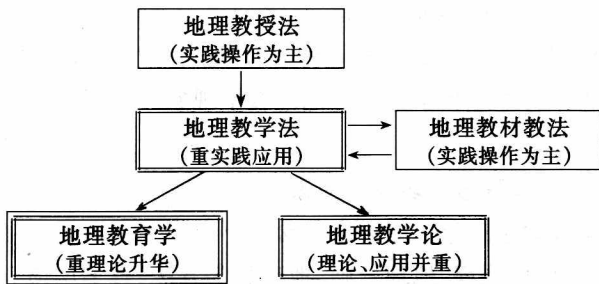 地理教授法
(实践操作为主)
地理教学法
(重实践应用)
地理教材教法
(实践操作为主)
地理教育学
(重理论升华)
地理教学论
(理论、应用并重)